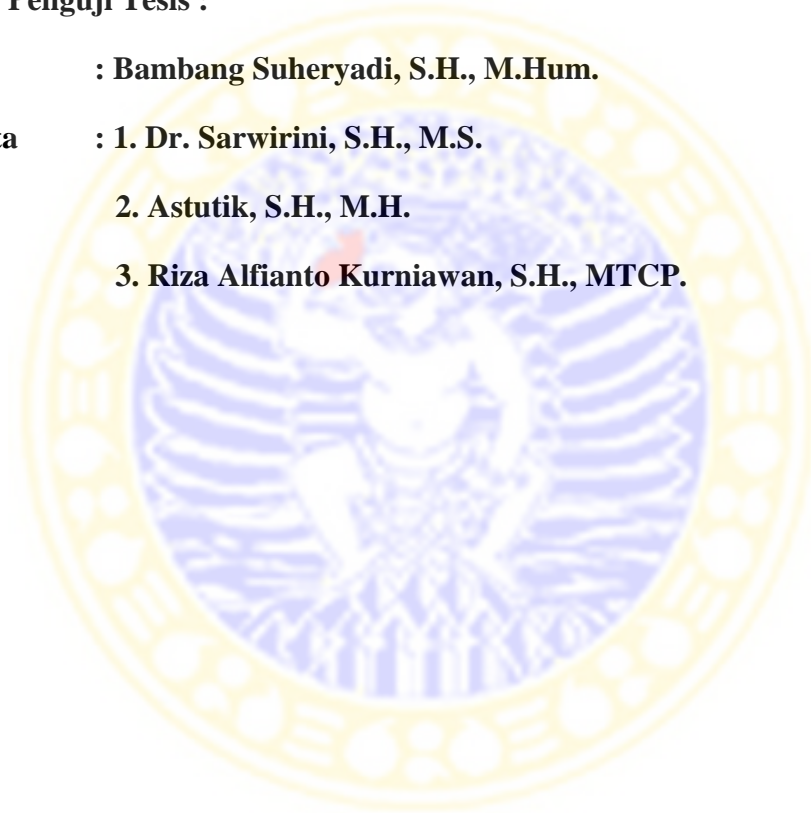 Penguji Tesis :
: Bambang Suheryadi, S.H., M.Hum.
: 1. Dr. Sarwirini, S.H., M.S.
2. Astutik, S.H., M.H.
3. Riza Alfianto Kurniawan, S.H., MTCP.